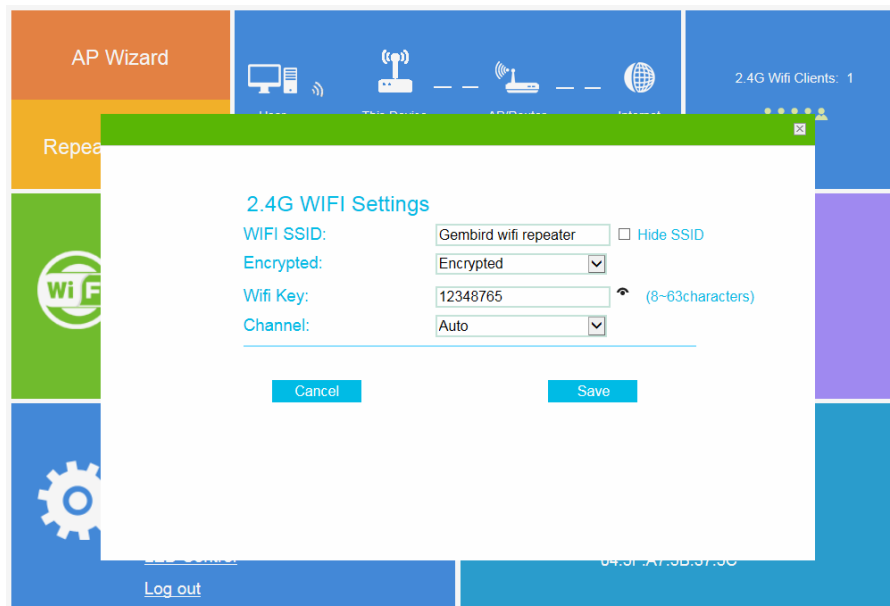 AP Wizard
2.4G Wifi Clients: 1
Repea
2.4G WIFI Settings
WIFI SSID: Gembird wifi repeater Hide SSID
Encrypted: Encrypted
Wifi Key: 12348765 (8~63characters)
Channel: Auto
Cancel Save
WiF
Log out